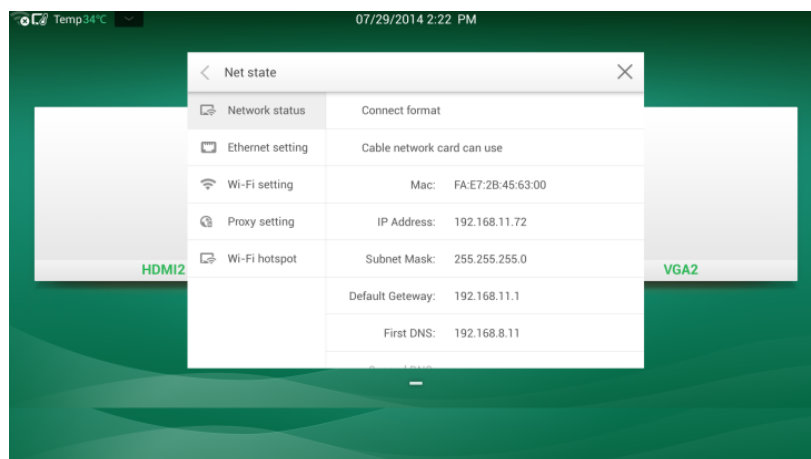 Temp34°C
07/29/2014 2:22 PM
Net state
Network status
Ethernet setting
Wi-Fi setting
Proxy setting
Wi-Fi hotspot
Connect format
Cable network card can use
Mac: FA:E7:2B:45:63:00
IP Address: 192.168.11.72
Subnet Mask: 255.255.255.0
Default Geteway: 192.168.11.1
First DNS: 192.168.8.11
HDMI2
VGA2